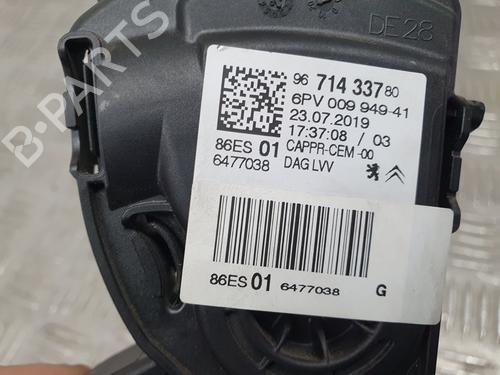 DE28
96 714 337 80
6PV 009 949-41
23.07.2019
17:37:08 / 03
86ES 01 CAPPR-CEM-00
6477038 DAG LVV
86ES 01 6477038 G
B-PARTS